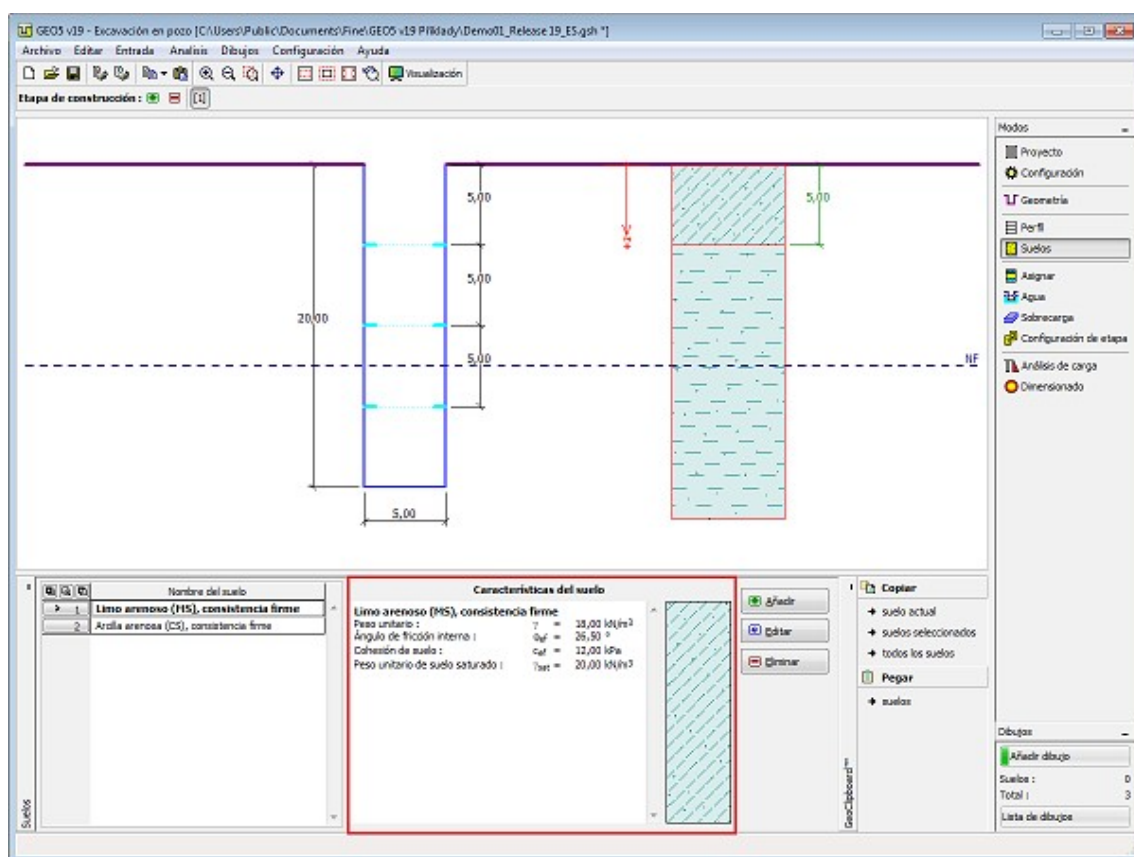 GEO5 v19 - Excavación en pozo [C:\Users\Public\Documents\Fine\GEO5 v19 Příklady\Demo01_Release 19_ES.gsh *]
Archivo Editar Entrada Analisis Dibujos Configuración Ayuda
Visualización
Etapa de construcción : [1]
5,00
5,00
+z
5,00
20,00
5,00
NF
5,00
Modos
Proyecto
Configuración
Geometría
Perfil
Suelos
Asignar
Agua
Sobrecarga
Configuración de etapa
Análisis de carga
Dimensionado
Nombre del suelo
1 Limo arenoso (MS), consistencia firme
2 Arcilla arenosa (CS), consistencia firme
Suelos
Características del suelo
Limo arenoso (MS), consistencia firme
Peso unitario : γ = 18,00 kN/m³
Ángulo de fricción interna : φef = 26,50 °
Cohesión de suelo : cef = 12,00 kPa
Peso unitario de suelo saturado : γsat = 20,00 kN/m³
Añadir
Editar
Eliminar
GeoClipboard™
Copiar
suelo actual
suelos seleccionados
todos los suelos
Pegar
suelos
Dibujos
Añadir dibujo
Suelos : 0
Total : 3
Lista de dibujos